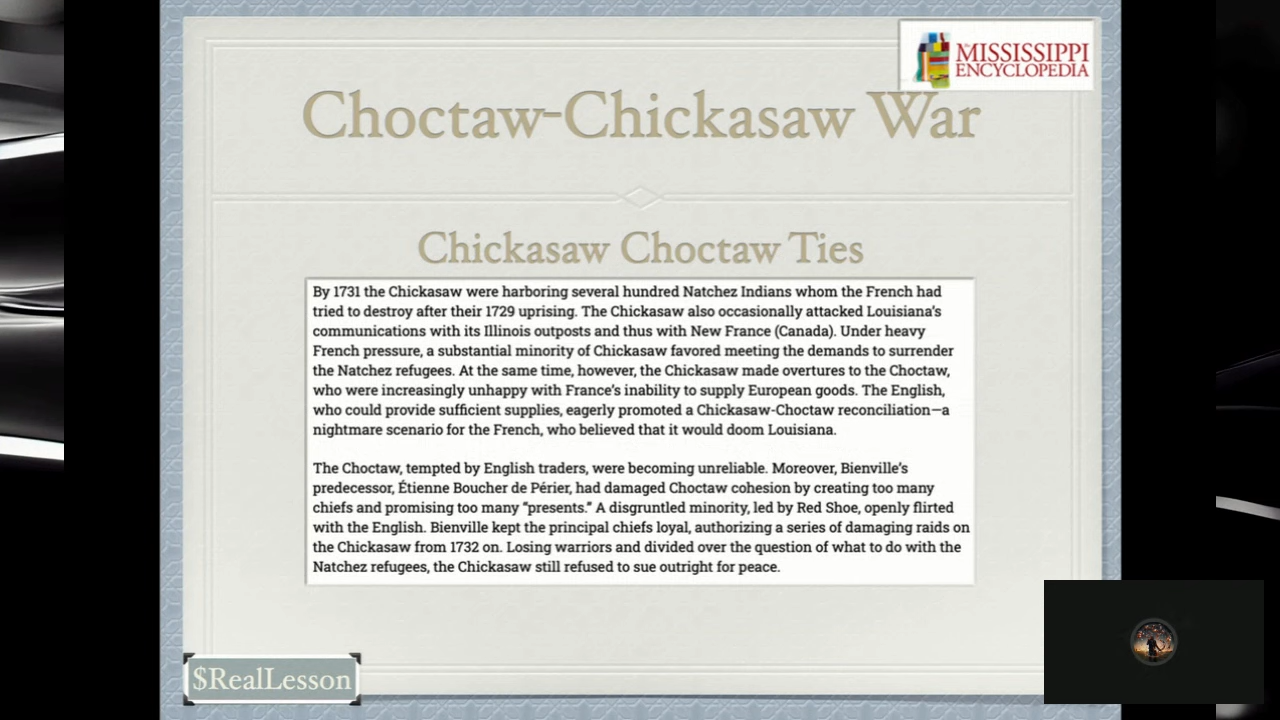 MISSISSIPPI
ENCYCLOPEDIA
Choctaw-Chickasaw War
Chickasaw Choctaw Ties
By 1731 the Chickasaw were harboring several hundred Natchez Indians whom the French had
tried to destroy after their 1729 uprising. The Chickasaw also occasionally attacked Louisiana's
communications with its Illinois outposts and thus with New France (Canada). Under heavy
French pressure, a substantial minority of Chickasaw favored meeting the demands to surrender
the Natchez refugees. At the same time, however, the Chickasaw made overtures to the Choctaw,
who were increasingly unhappy with France's inability to supply European goods. The English,
who could provide sufficient supplies, eagerly promoted a Chickasaw-Choctaw reconciliation—a
nightmare scenario for the French, who believed that it would doom Louisiana.
The Choctaw, tempted by English traders, were becoming unreliable. Moreover, Bienville's
predecessor, Étienne Boucher de Périer, had damaged Choctaw cohesion by creating too many
chiefs and promising too many “presents.” A disgruntled minority, led by Red Shoe, openly flirted
with the English. Bienville kept the principal chiefs loyal, authorizing a series of damaging raids on
the Chickasaw from 1732 on. Losing warriors and divided over the question of what to do with the
Natchez refugees, the Chickasaw still refused to sue outright for peace.
$RealLesson